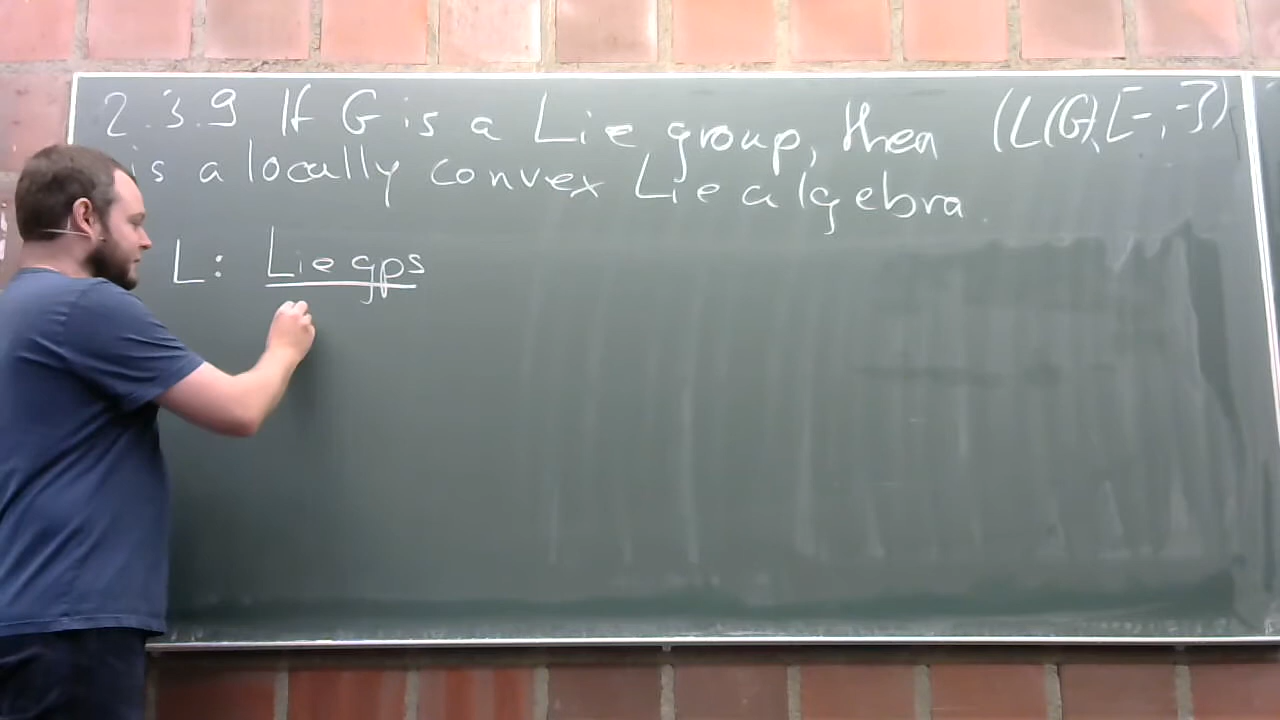 2.3.9 If G is a Lie group, then (L(G), [-,-])
is a locally convex Lie algebra.
L: Lie gps